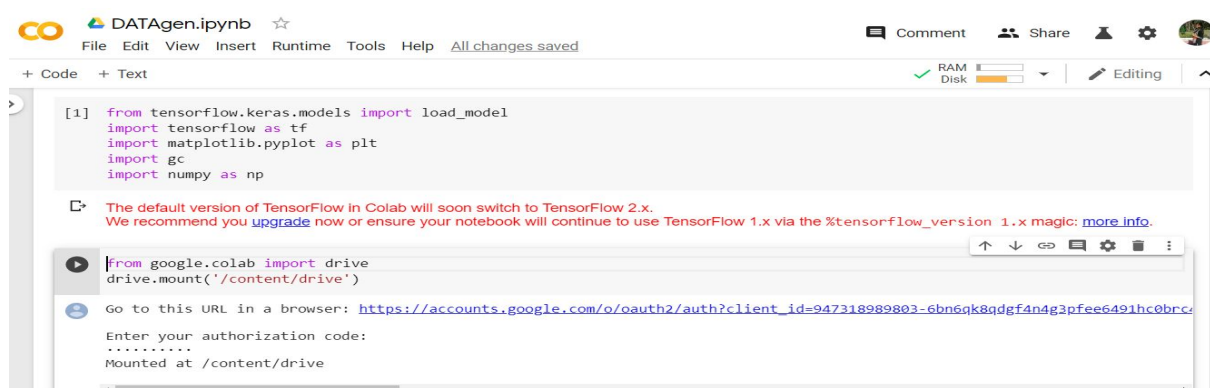 DATAgen.ipynb
File Edit View Insert Runtime Tools Help All changes saved
Comment Share
+ Code + Text
RAM
Disk
Editing
[1] from tensorflow.keras.models import load_model
import tensorflow as tf
import matplotlib.pyplot as plt
import gc
import numpy as np
The default version of TensorFlow in Colab will soon switch to TensorFlow 2.x.
We recommend you upgrade now or ensure your notebook will continue to use TensorFlow 1.x via the %tensorflow_version 1.x magic: more info.
from google.colab import drive
drive.mount('/content/drive')
Go to this URL in a browser: https://accounts.google.com/o/oauth2/auth?client_id=947318989803-6bn6qk8qdgf4n4g3pfee6491hc0brc4
Enter your authorization code:
..........
Mounted at /content/drive